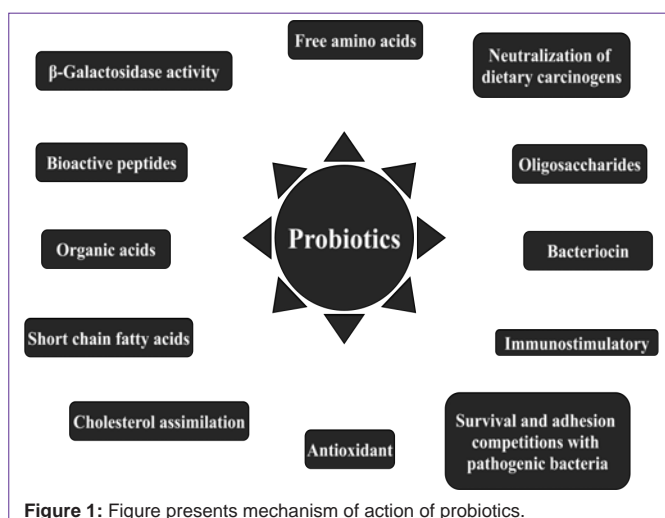 Free amino acids
Neutralization of
dietary carcinogens
β-Galactosidase activity
Bioactive peptides
Oligosaccharides
Probiotics
Organic acids
Bacteriocin
Short chain fatty acids
Immunostimulatory
Cholesterol assimilation
Antioxidant
Survival and adhesion
competitions with
pathogenic bacteria
Figure 1: Figure presents mechanism of action of probiotics.